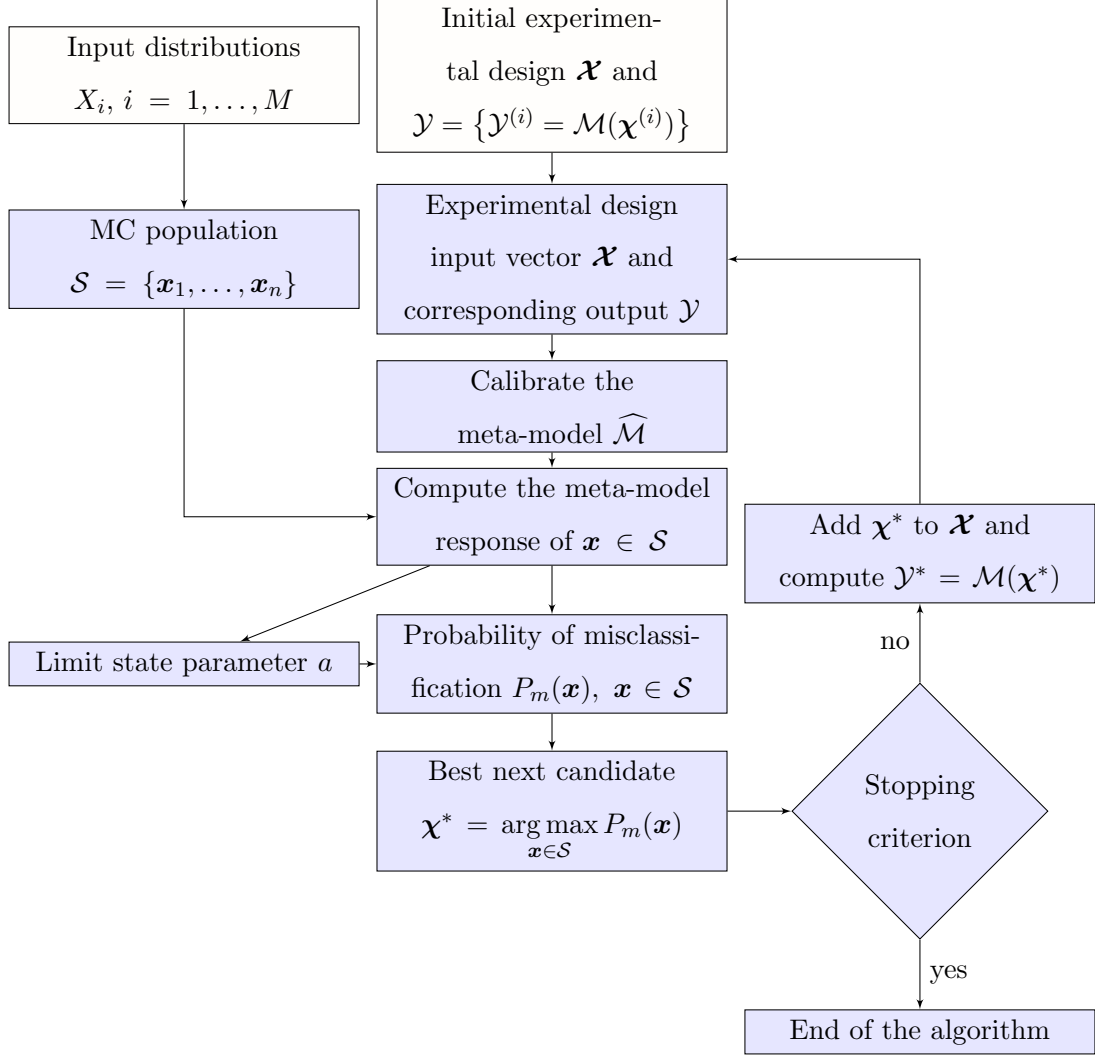 Input distributions
X_i, i = 1,...,M
Initial experimen-
tal design 𝓧 and
𝒴 = {𝒴^(i) = ℳ(𝝌^(i))}
MC population
𝒮 = {𝒙_1,...,𝒙_n}
Experimental design
input vector 𝓧 and
corresponding output 𝒴
Calibrate the
meta-model ℳ̂
Compute the meta-model
response of 𝒙 ∈ 𝒮
Add 𝝌* to 𝓧 and
compute 𝒴* = ℳ(𝝌*)
no
Limit state parameter a
Probability of misclassi-
fication P_m(𝒙), 𝒙 ∈ 𝒮
Best next candidate
𝝌* = arg max P_m(𝒙)
𝒙∈𝒮
Stopping
criterion
yes
End of the algorithm